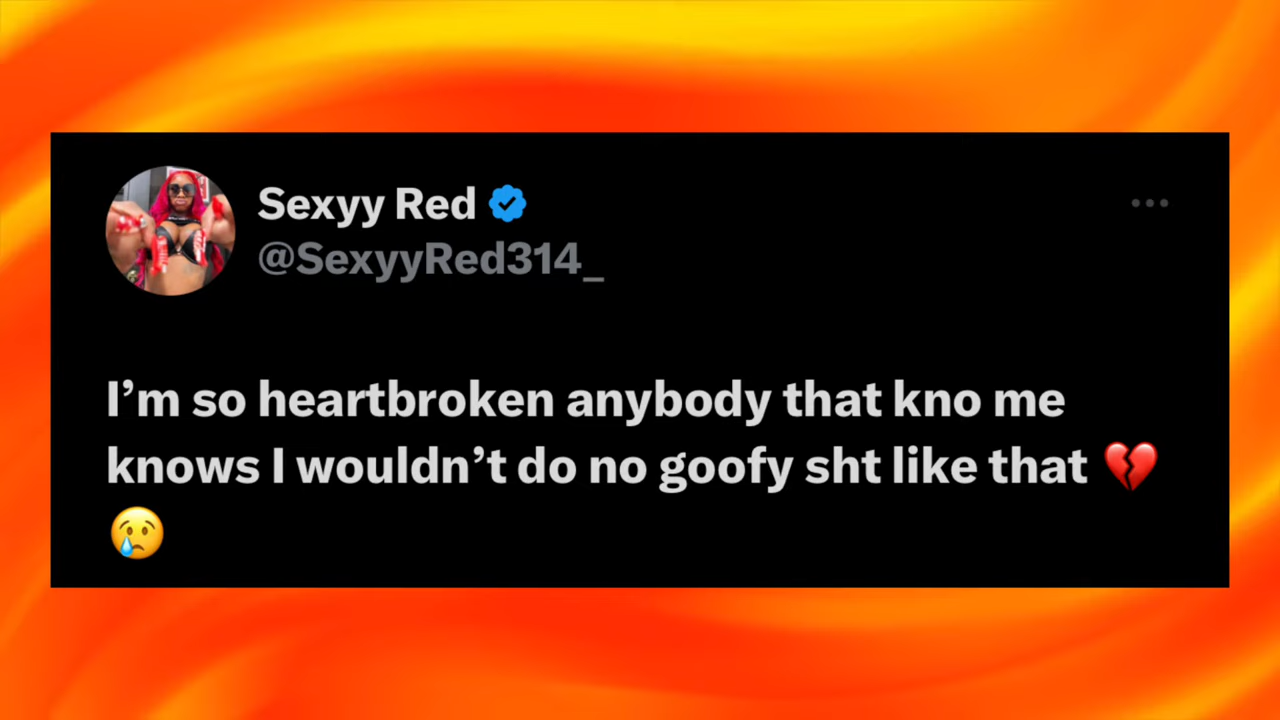 Sexyy Red
@SexyyRed314_
I’m so heartbroken anybody that kno me
knows I wouldn’t do no goofy sht like that 💔
😢